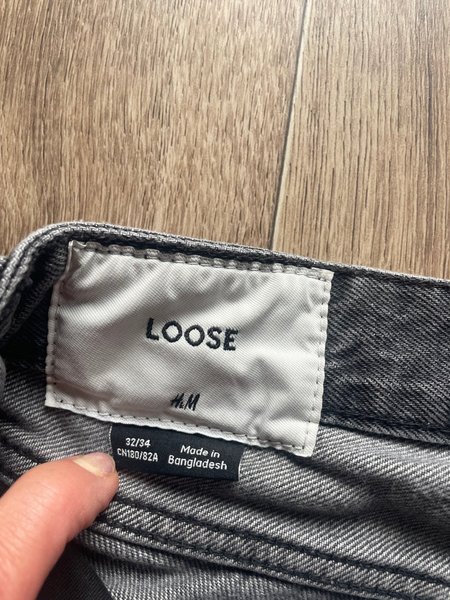 LOOSE
H&M
32/34
CN180/82A
Made in
Bangladesh